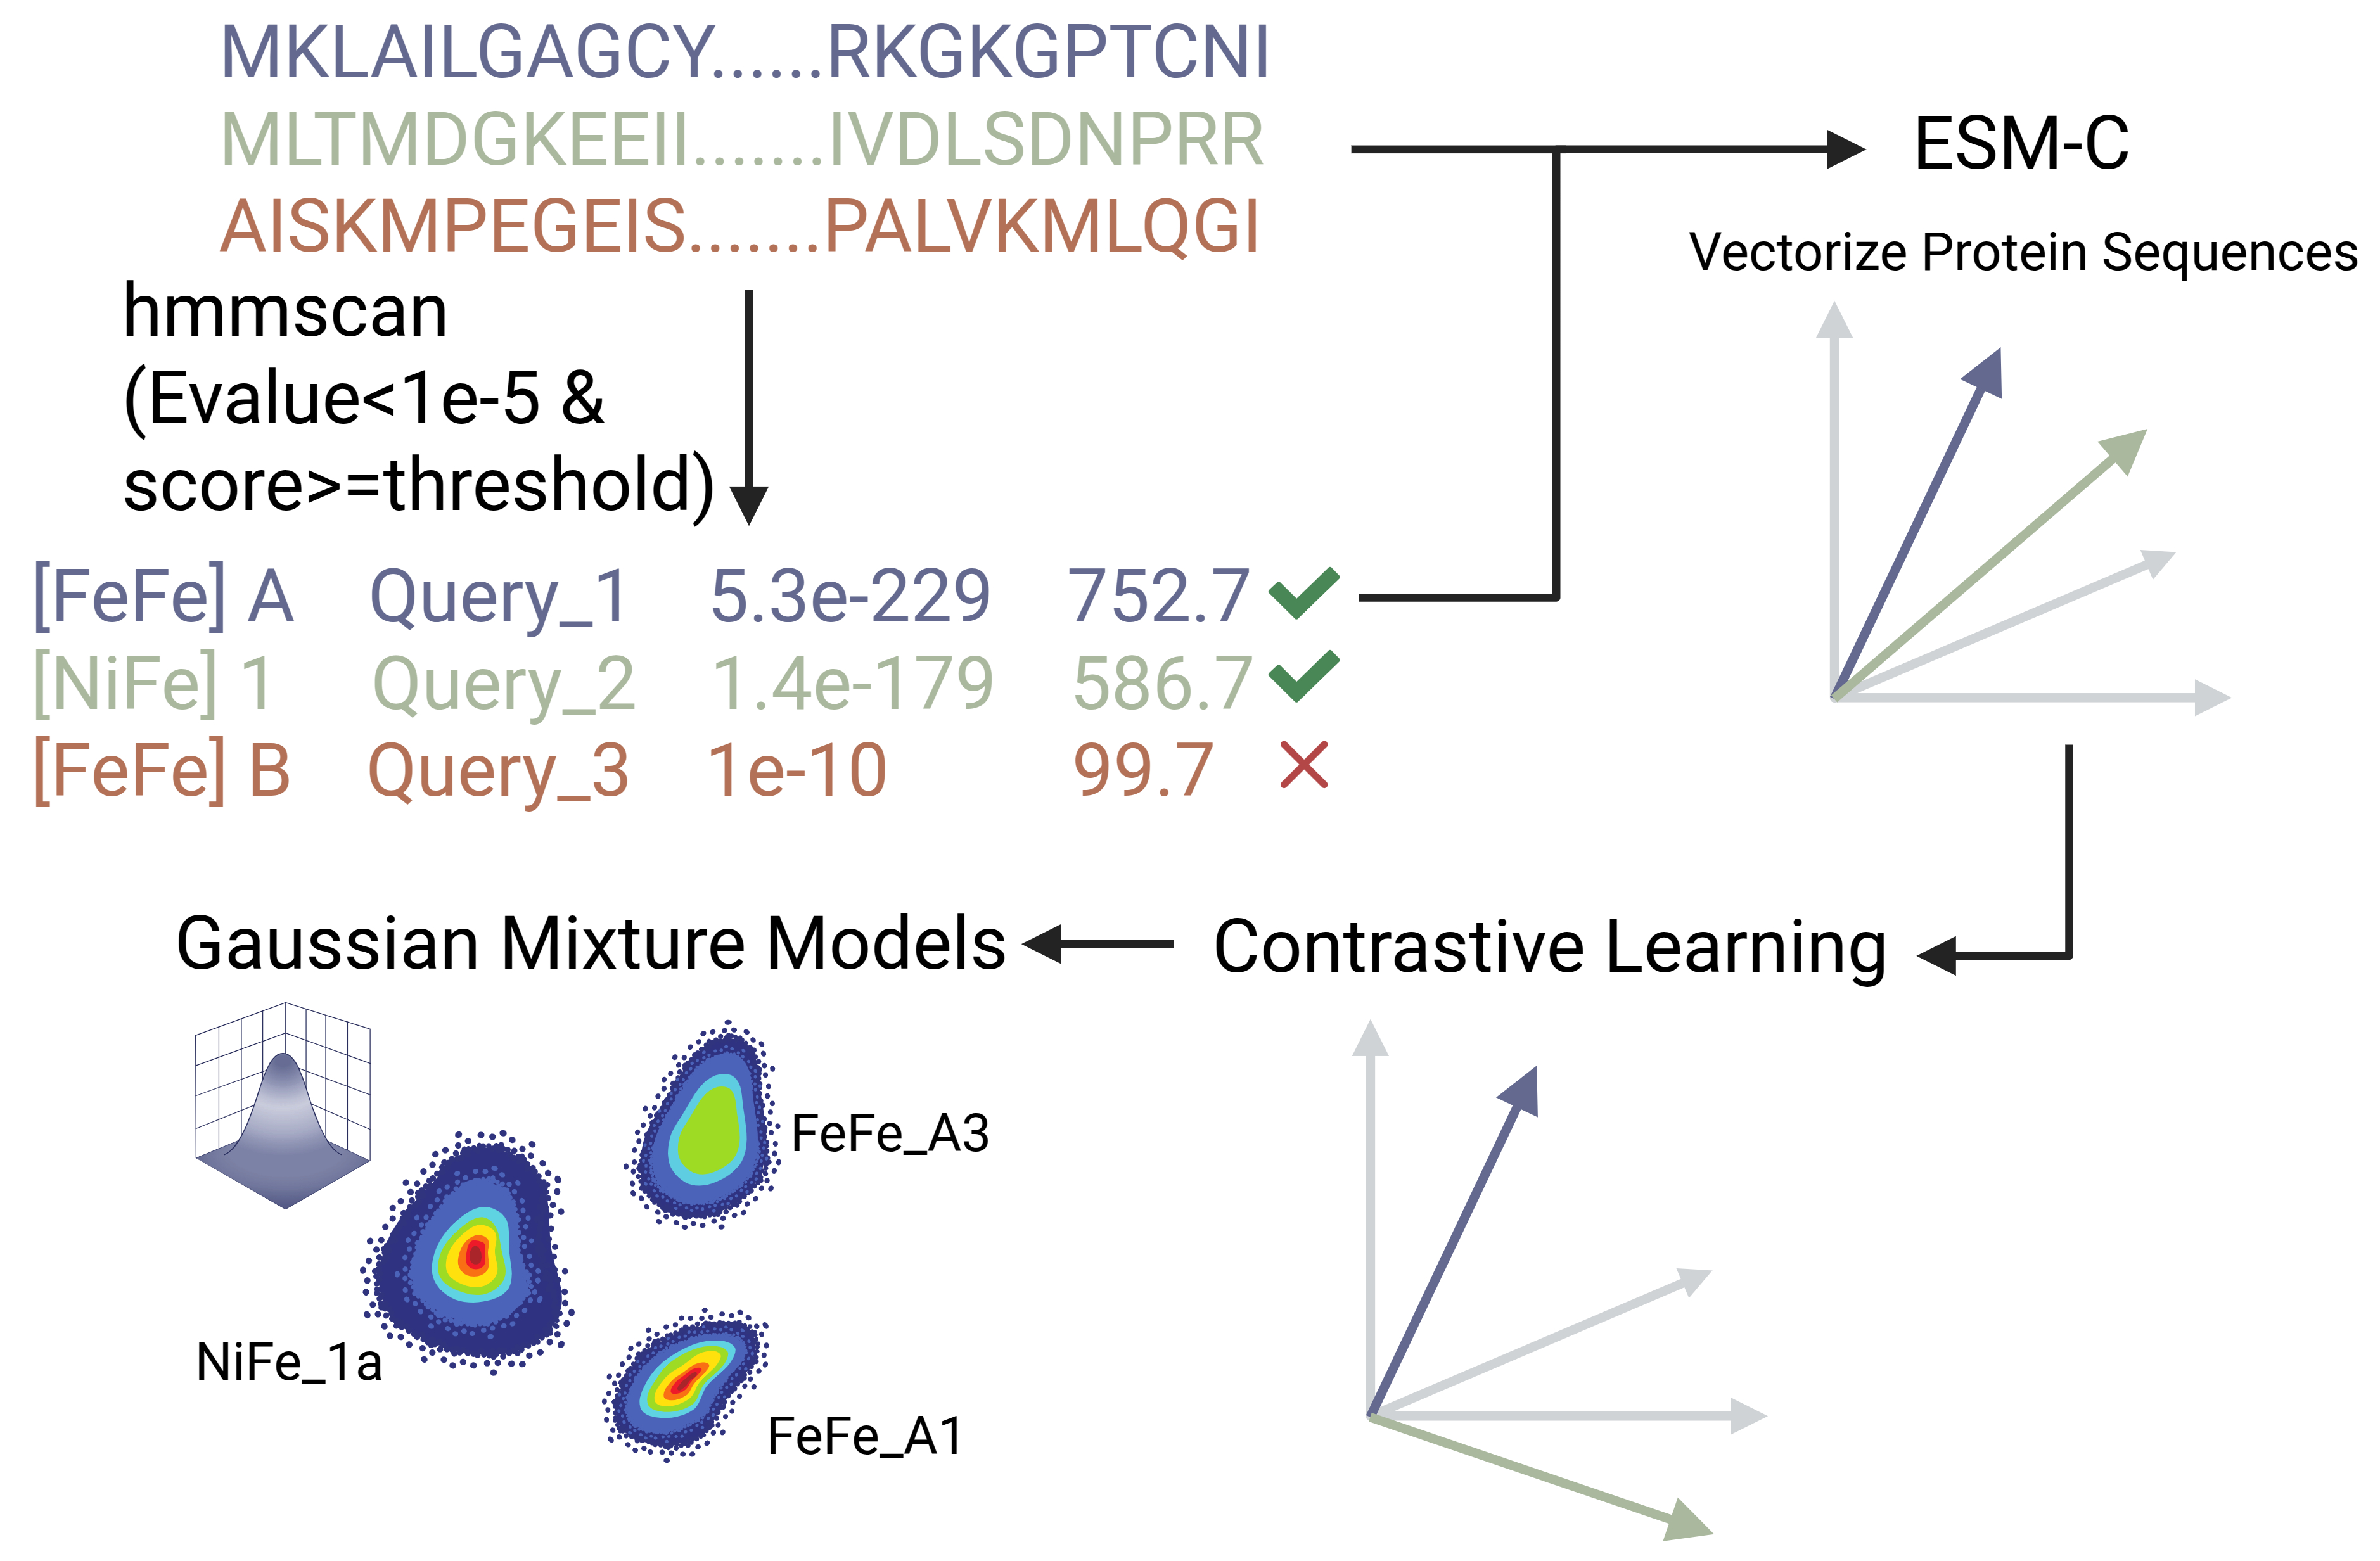 MKLAILGAGCY......RKGKGPTCNI
MLTMDGKEEII.......IVDLSDNPRR
AISKMPEGEIS.......PALVKMLQGI
ESM-C
Vectorize Protein Sequences
hmmscan
(Evalue<1e-5 &
score>=threshold)
[FeFe] A Query_1 5.3e-229 752.7
[NiFe] 1 Query_2 1.4e-179 586.7
[FeFe] B Query_3 1e-10 99.7
Gaussian Mixture Models
Contrastive Learning
FeFe_A3
NiFe_1a
FeFe_A1